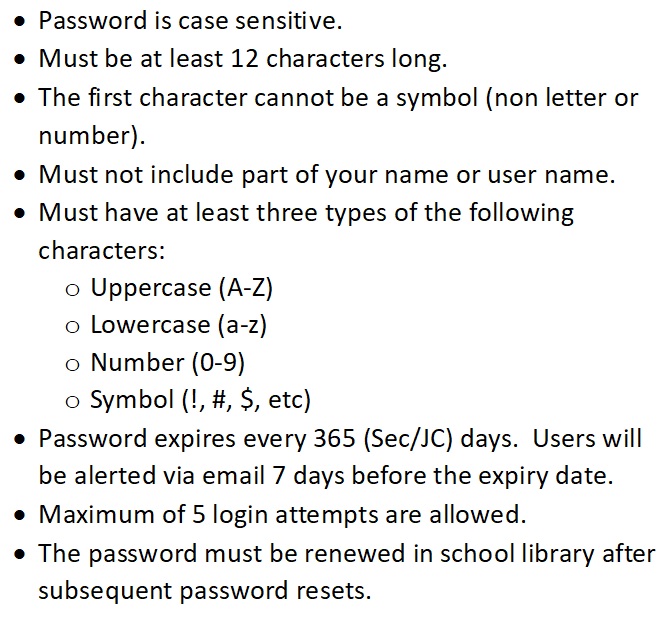 • Password is case sensitive.
• Must be at least 12 characters long.
• The first character cannot be a symbol (non letter or
number).
• Must not include part of your name or user name.
• Must have at least three types of the following
characters:
o Uppercase (A-Z)
o Lowercase (a-z)
o Number (0-9)
o Symbol (!, #, $, etc)
• Password expires every 365 (Sec/JC) days.  Users will
be alerted via email 7 days before the expiry date.
• Maximum of 5 login attempts are allowed.
• The password must be renewed in school library after
subsequent password resets.